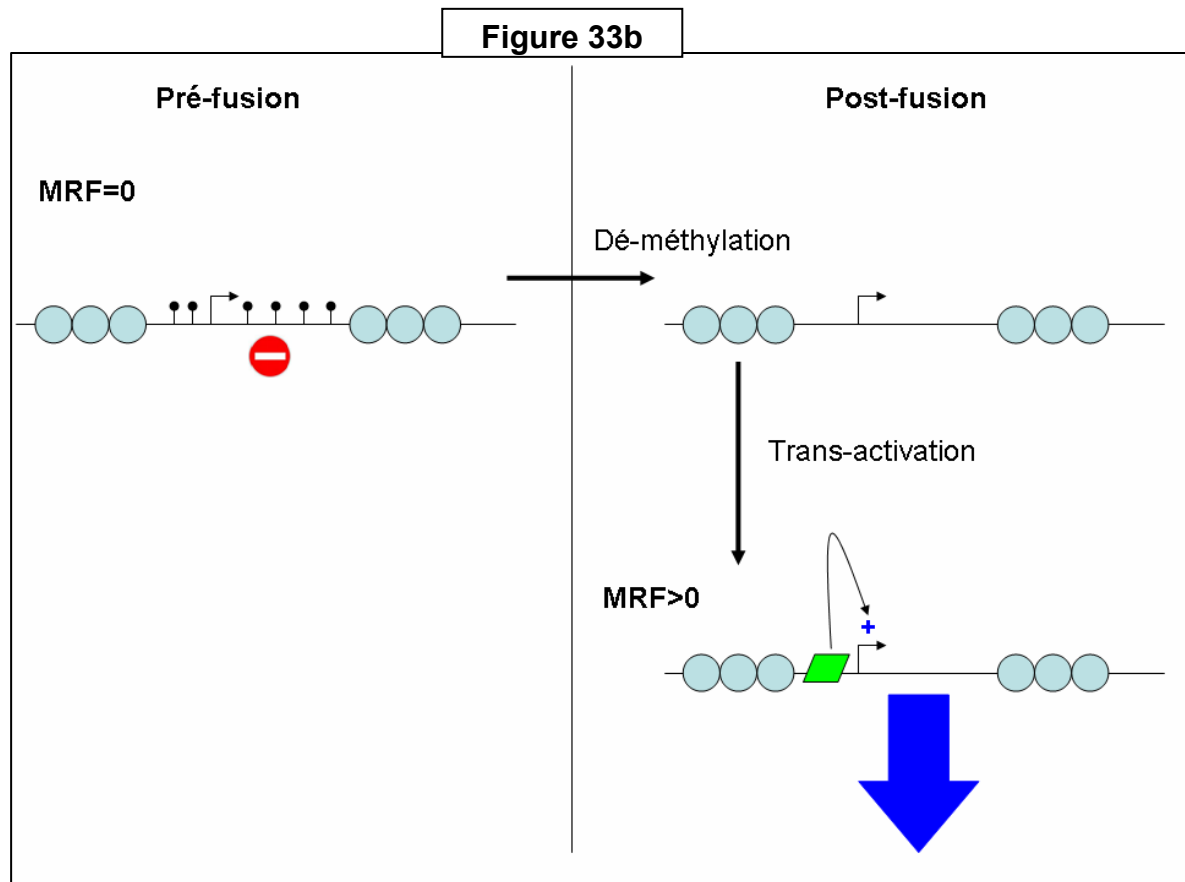 Figure 33b
Pré-fusion
Post-fusion
MRF=0
Dé-méthylation
Trans-activation
MRF>0
+